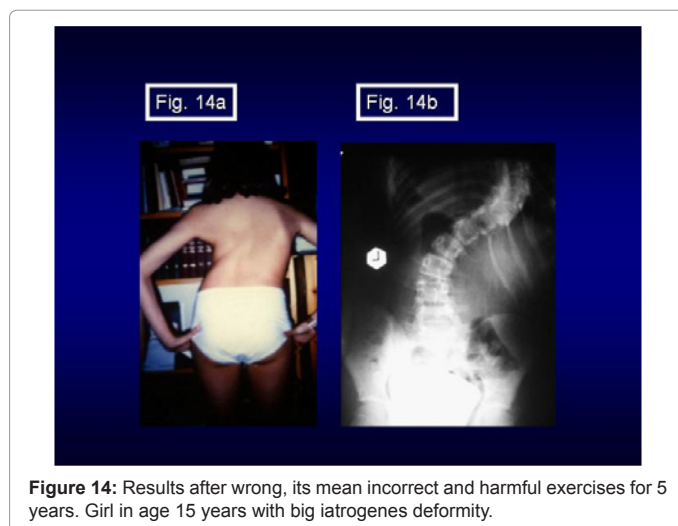 Fig. 14a
Fig. 14b
Figure 14: Results after wrong, its mean incorrect and harmful exercises for 5
years. Girl in age 15 years with big iatrogenes deformity.